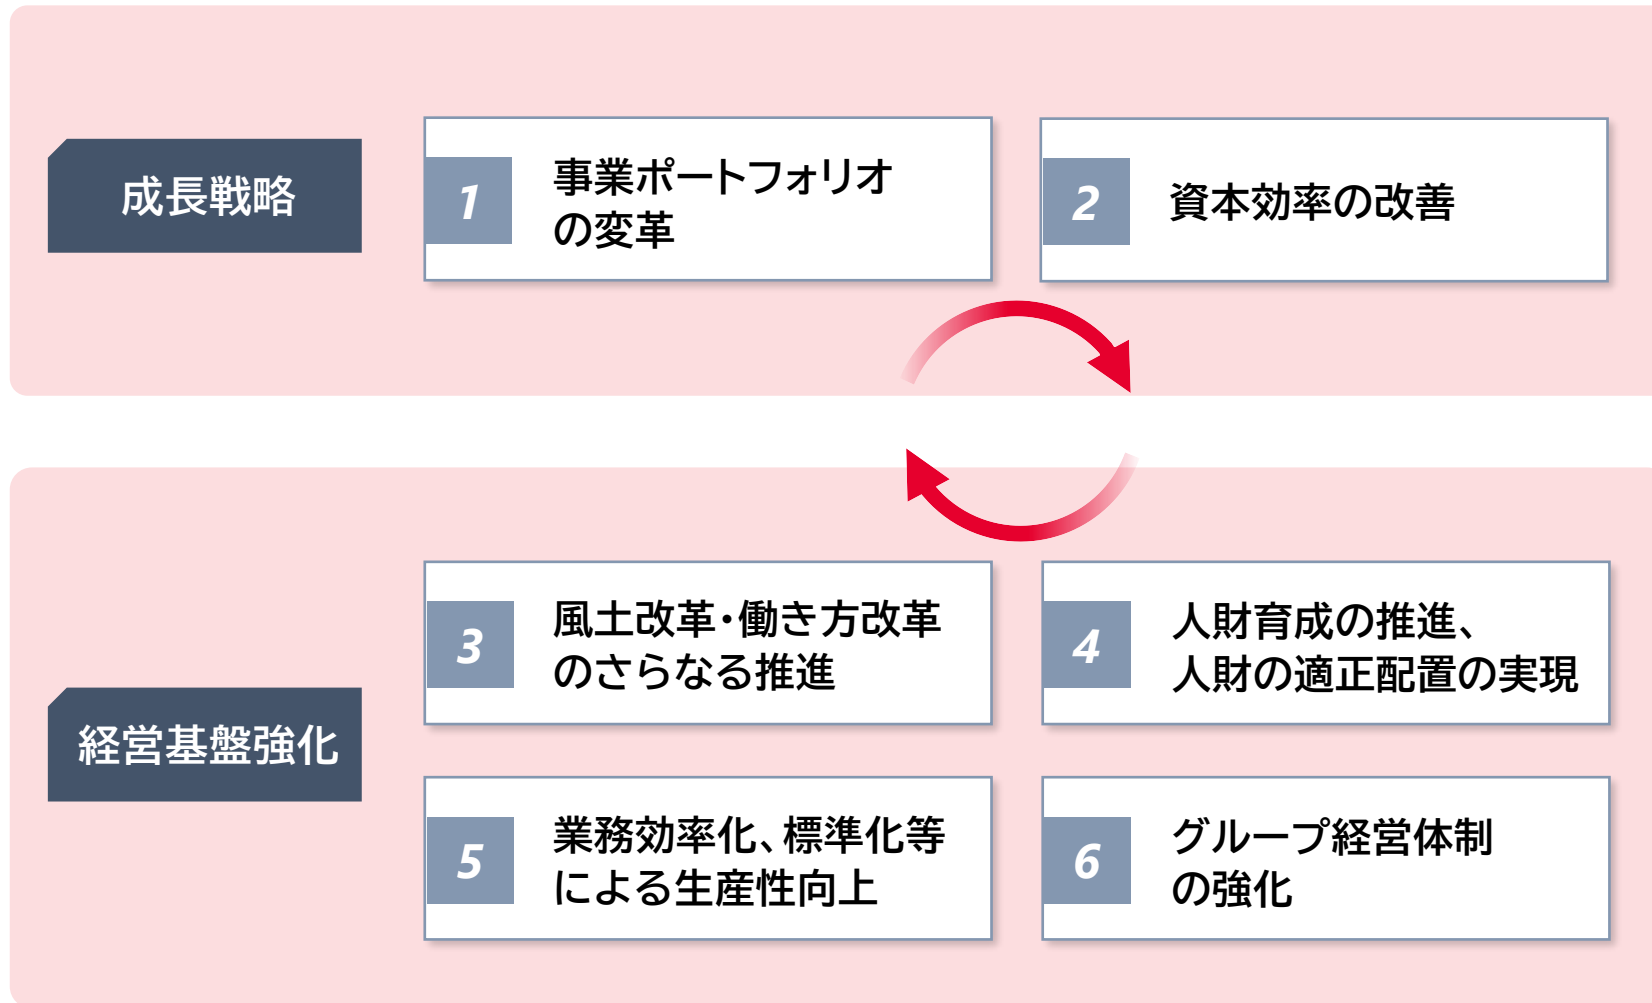 成長戦略
1
事業ポートフォリオ
の変革
2
資本効率の改善
経営基盤強化
3
風土改革・働き方改革
のさらなる推進
4
人財育成の推進、
人財の適正配置の実現
5
業務効率化、標準化等
による生産性向上
6
グループ経営体制
の強化